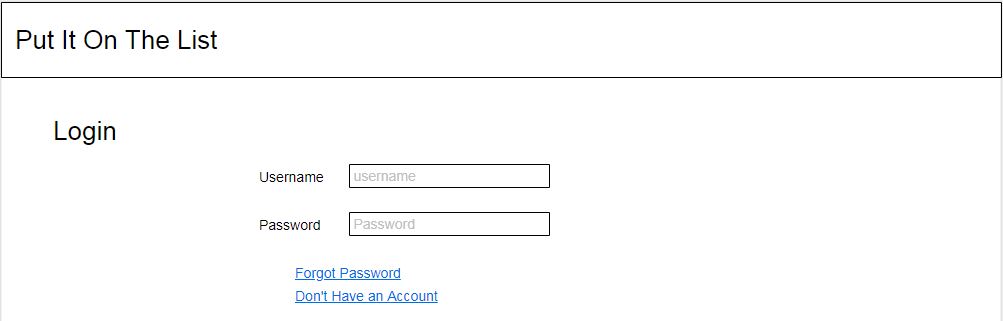 Put It On The List
Login
Username username
Password Password
Forgot Password
Don't Have an Account